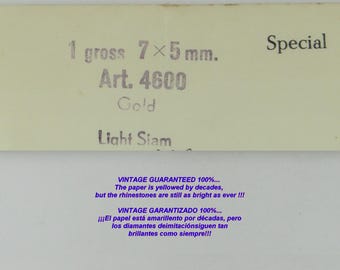 1 gross 7×5 mm.
Special
Art. 4600
Gold
Light Siam
VINTAGE GUARANTEED 100%...
The paper is yellowed by decades,
but the rhinestones are still as bright as ever !!!
VINTAGE GARANTIZADO 100%...
¡¡¡El papel está amarillento por décadas, pero
los diamantes deimitaciónsiguen tan
brillantes como siempre!!!